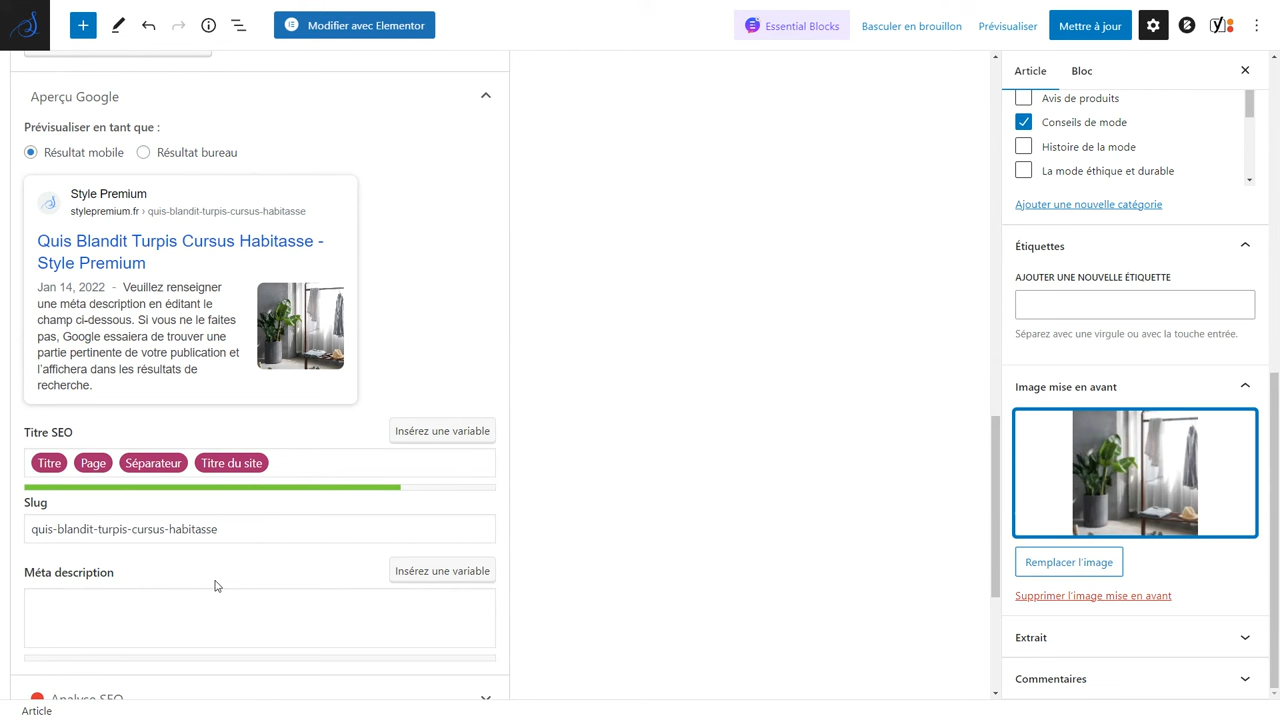 Modifier avec Elementor
Essential Blocks
Basculer en brouillon
Prévisualiser
Mettre à jour
Aperçu Google
Prévisualiser en tant que :
Résultat mobile
Résultat bureau
Style Premium
stylepremium.fr › quis-blandit-turpis-cursus-habitasse
Quis Blandit Turpis Cursus Habitasse -
Style Premium
Jan 14, 2022 - Veuillez renseigner
une méta description en éditant le
champ ci-dessous. Si vous ne le faites
pas, Google essaiera de trouver une
partie pertinente de votre publication et
l'affichera dans les résultats de
recherche.
Titre SEO
Insérez une variable
Titre
Page
Séparateur
Titre du site
Slug
quis-blandit-turpis-cursus-habitasse
Méta description
Insérez une variable
Analyse SEO
Article
Article
Bloc
Avis de produits
Conseils de mode
Histoire de la mode
La mode éthique et durable
Ajouter une nouvelle catégorie
Étiquettes
AJOUTER UNE NOUVELLE ÉTIQUETTE
Séparez avec une virgule ou avec la touche entrée.
Image mise en avant
Remplacer l'image
Supprimer l'image mise en avant
Extrait
Commentaires